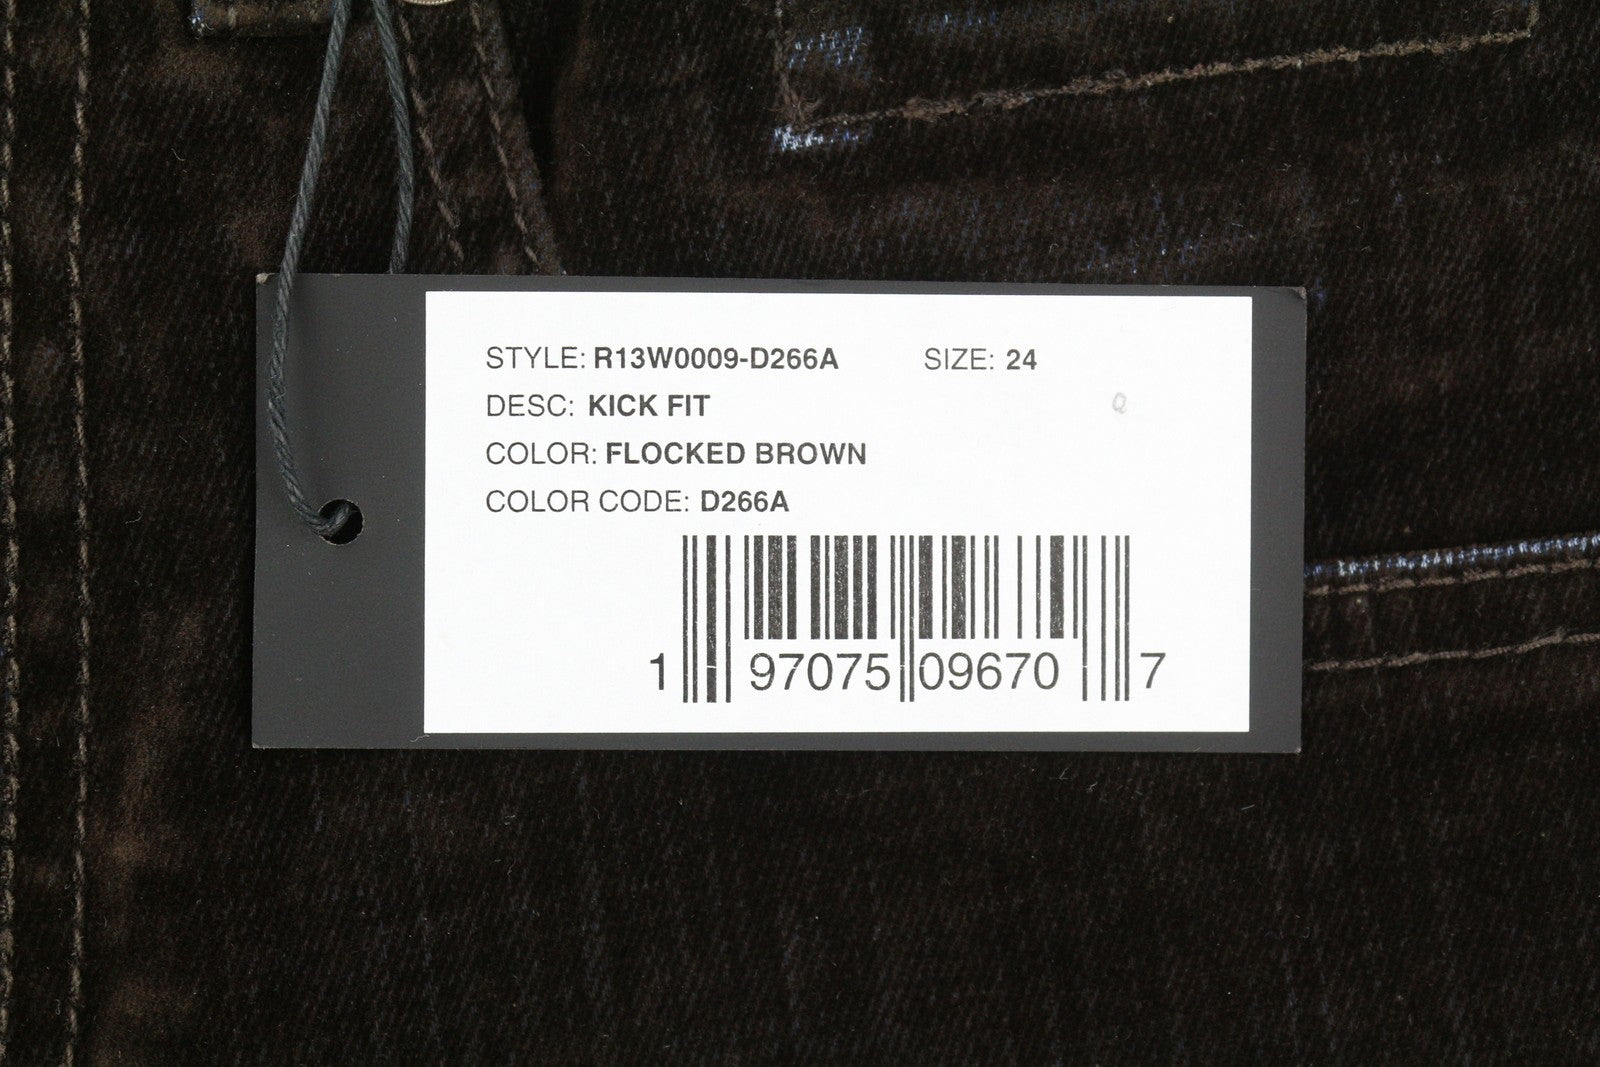 STYLE: R13W0009-D266A SIZE: 24
DESC: KICK FIT
Q
COLOR: FLOCKED BROWN
COLOR CODE: D266A
1 97075 09670 7